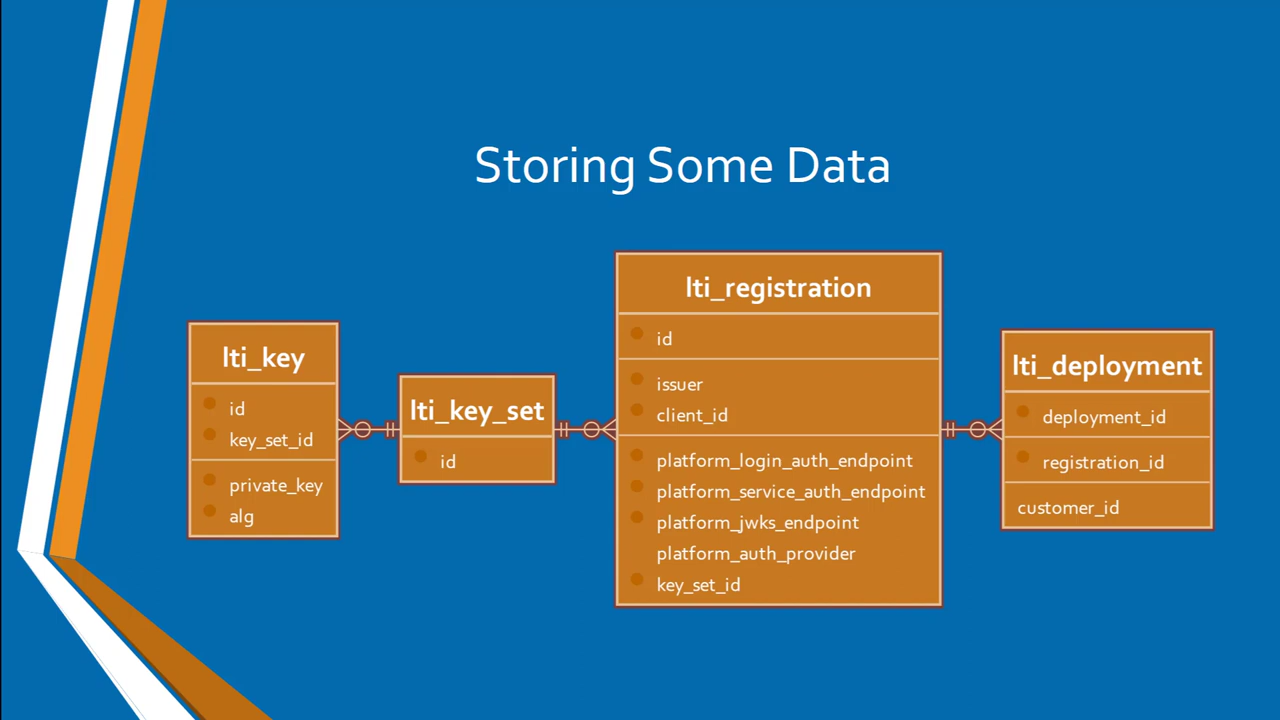 Storing Some Data
lti_key
id
key_set_id
private_key
alg
lti_key_set
id
lti_registration
id
issuer
client_id
platform_login_auth_endpoint
platform_service_auth_endpoint
platform_jwks_endpoint
platform_auth_provider
key_set_id
lti_deployment
deployment_id
registration_id
customer_id